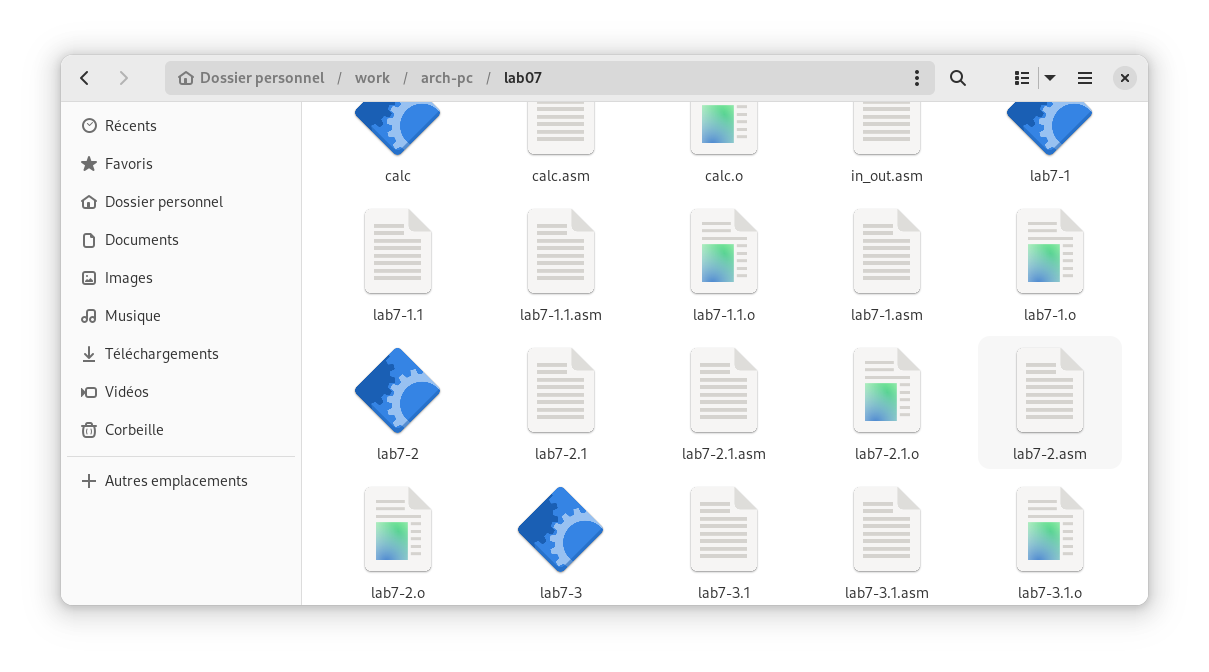 Dossier personnel / work / arch-pc / lab07
Récents
Favoris
Dossier personnel
Documents
Images
Musique
Téléchargements
Vidéos
Corbeille
Autres emplacements
calc calc.asm calc.o in_out.asm lab7-1
lab7-1.1 lab7-1.1.asm lab7-1.1.o lab7-1.asm lab7-1.o
lab7-2 lab7-2.1 lab7-2.1.asm lab7-2.1.o lab7-2.asm
lab7-2.o lab7-3 lab7-3.1 lab7-3.1.asm lab7-3.1.o